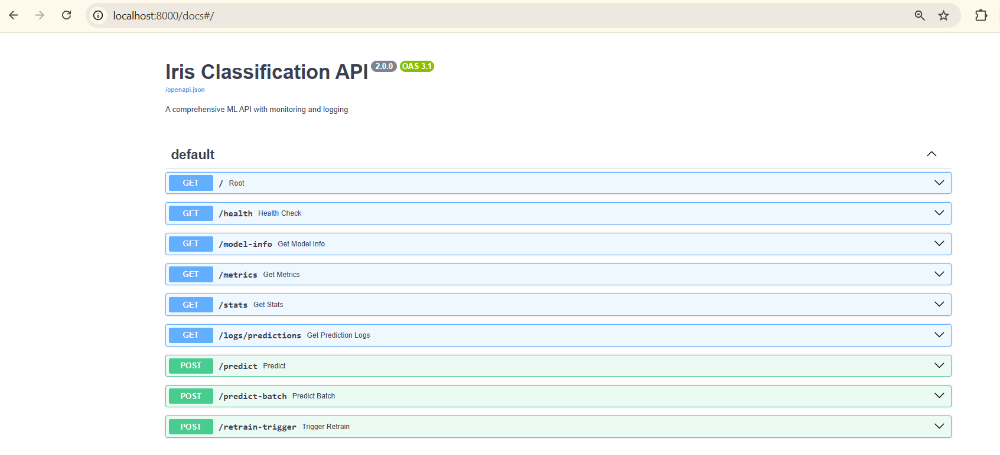 localhost:8000/docs#/
Iris Classification API 2.0.0 OAS 3.1
/openapi.json
A comprehensive ML API with monitoring and logging
default
GET / Root
GET /health Health Check
GET /model-info Get Model Info
GET /metrics Get Metrics
GET /stats Get Stats
GET /logs/predictions Get Prediction Logs
POST /predict Predict
POST /predict-batch Predict Batch
POST /retrain-trigger Trigger Retrain